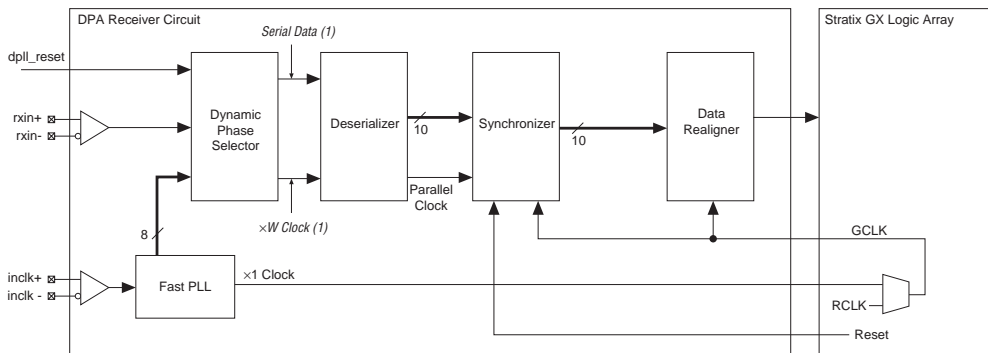 DPA Receiver Circuit
Stratix GX Logic Array
Serial Data (1)
dpll_reset
rxin+
rxin-
Dynamic
Phase
Selector
Deserializer
10
Synchronizer
10
Data
Realigner
Parallel
Clock
×W Clock (1)
8
GCLK
inclk+
inclk -
Fast PLL
×1 Clock
RCLK
Reset